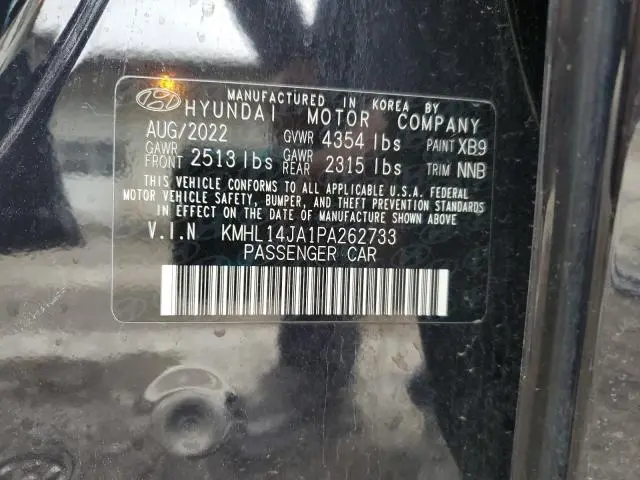 MANUFACTURED IN KOREA BY
HYUNDAI MOTOR COMPANY
AUG/2022 GVWR 4354 lbs PAINT XB9
GAWR FRONT 2513 lbs GAWR REAR 2315 lbs TRIM NNB
THIS VEHICLE CONFORMS TO ALL APPLICABLE U.S.A. FEDERAL
MOTOR VEHICLE SAFETY, BUMPER, AND THEFT PREVENTION STANDARDS
IN EFFECT ON THE DATE OF MANUFACTURE SHOWN ABOVE
V.I.N KMHL14JA1PA262733
PASSENGER CAR